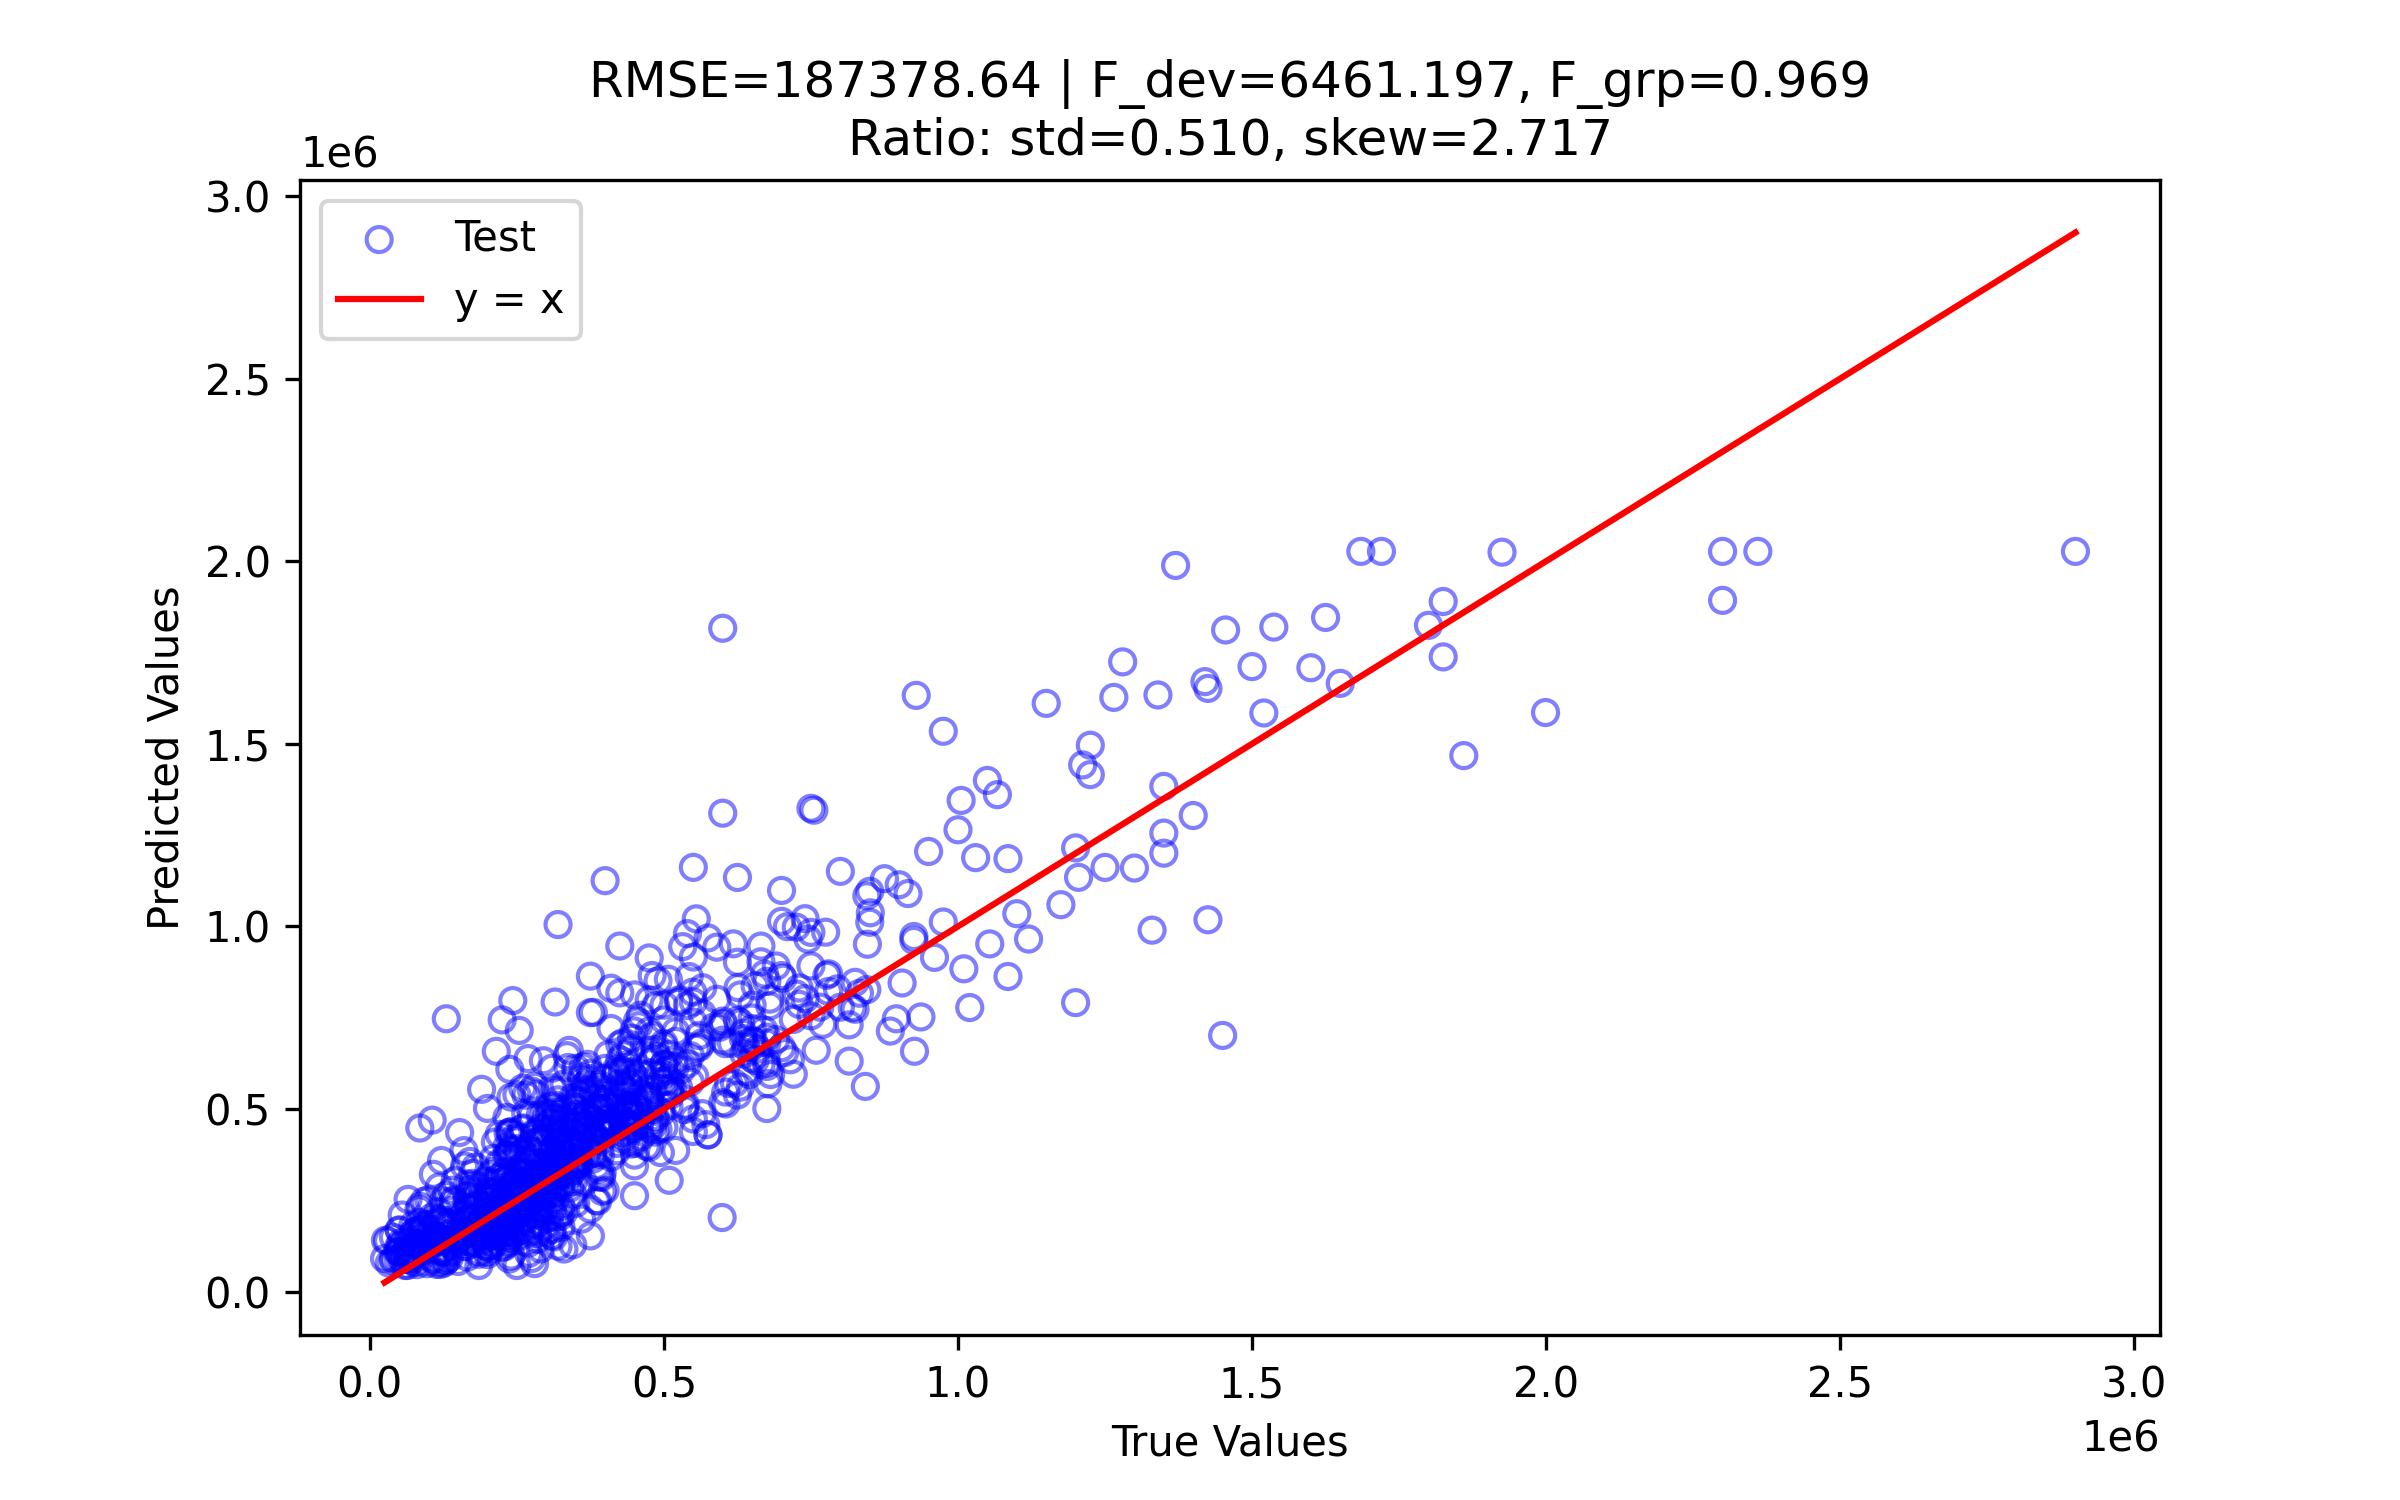 RMSE=187378.64 | F_dev=6461.197, F_grp=0.969
Ratio: std=0.510, skew=2.717
1e6
3.0
2.5
2.0
1.5
1.0
0.5
0.0
Predicted Values
Test
y = x
0.0 0.5 1.0 1.5 2.0 2.5 3.0
1e6
True Values